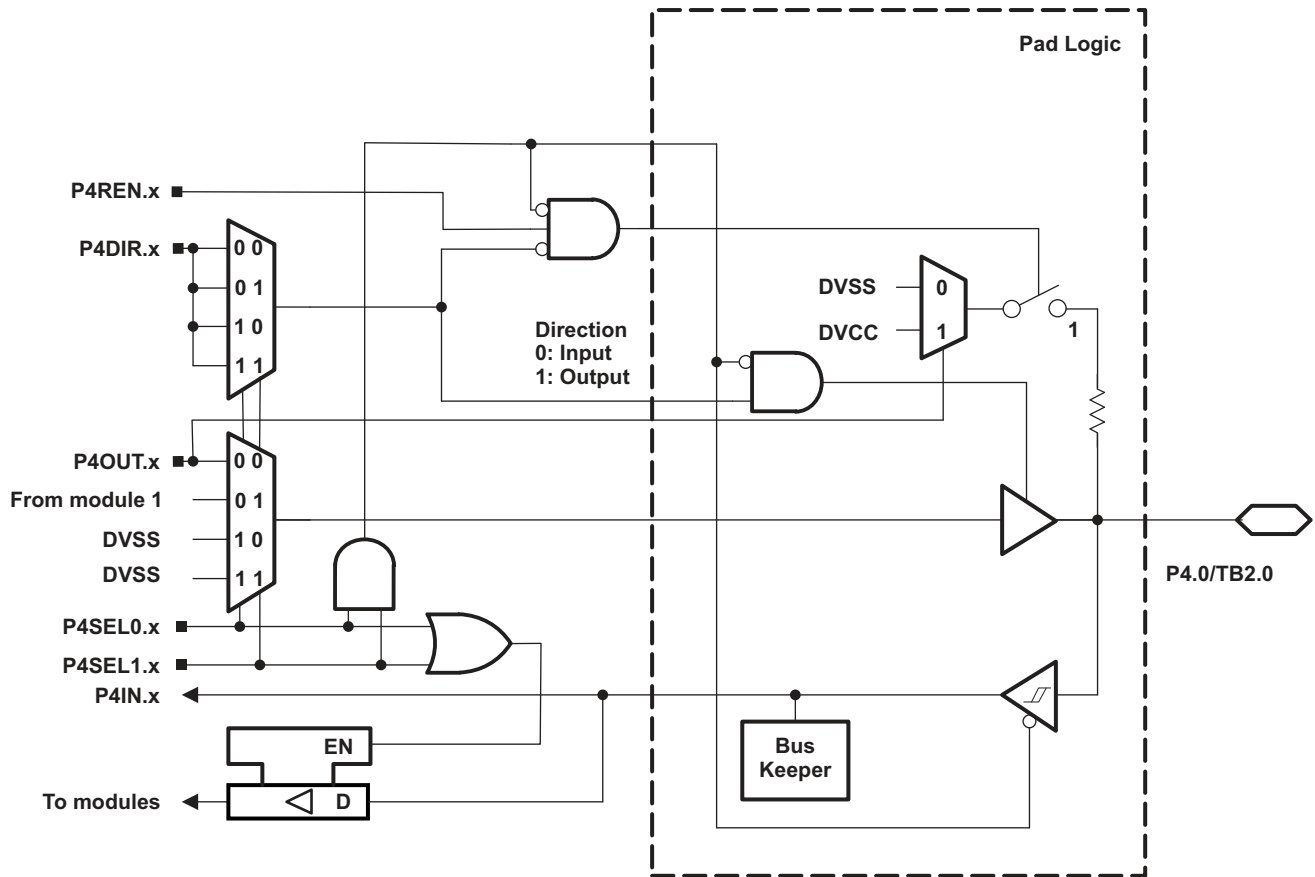 Pad Logic
P4REN.x
P4DIR.x
0 0
0 1
1 0
1 1
Direction
0: Input
1: Output
DVSS
0
DVCC
1
1
P4OUT.x
0 0
From module 1
0 1
DVSS
1 0
DVSS
1 1
P4.0/TB2.0
P4SEL0.x
P4SEL1.x
P4IN.x
Bus
Keeper
EN
To modules
D